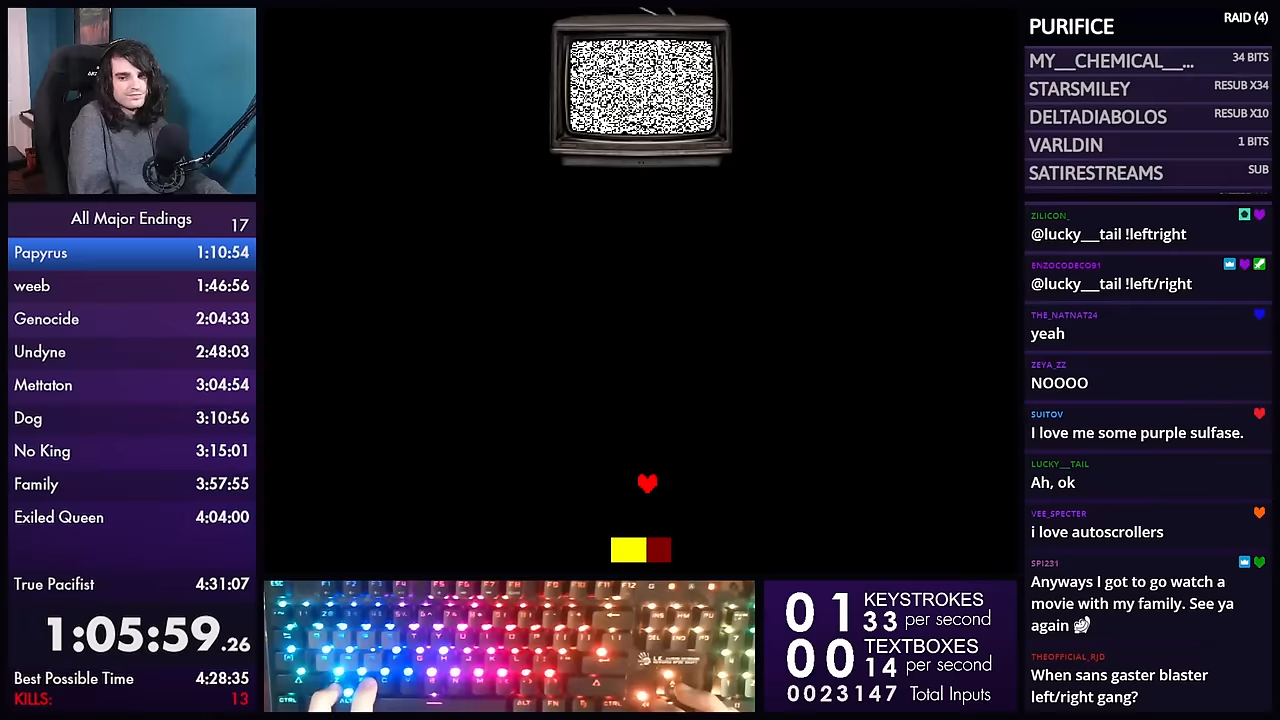 All Major Endings
17
Papyrus 1:10:54
weeb 1:46:56
Genocide 2:04:33
Undyne 2:48:03
Mettaton 3:04:54
Dog 3:10:56
No King 3:15:01
Family 3:57:55
Exiled Queen 4:04:00
True Pacifist 4:31:07
1:05:59.26
Best Possible Time 4:28:35
KILLS: 13
01 33 KEYSTROKES per second
00 14 TEXTBOXES per second
0023147 Total Inputs
PURIFICE RAID (4)
MY__CHEMICAL__... 34 BITS
STARSMILEY RESUB X34
DELTADIABOLOS RESUB X10
VARLDIN 1 BITS
SATIRESTREAMS SUB
ZILICON_
@lucky___tail !leftright
ENZOCODECO91
@lucky___tail !left/right
THE_NATNAT24
yeah
ZEYA_ZZ
NOOOO
SUITOV
I love me some purple sulfase.
LUCKY___TAIL
Ah, ok
VEE_SPECTER
i love autoscrollers
SPI231
Anyways I got to go watch a
movie with my family. See ya
again
THEOFFICIAL_RJD
When sans gaster blaster
left/right gang?